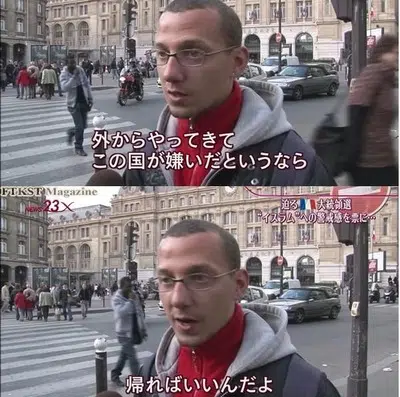 外からやってきて
この国が嫌いだというなら
FTKST Magazine
NEWS 23X
迫る 大統領選
"イスラム"への警戒感を票に…
帰ればいいんだよ